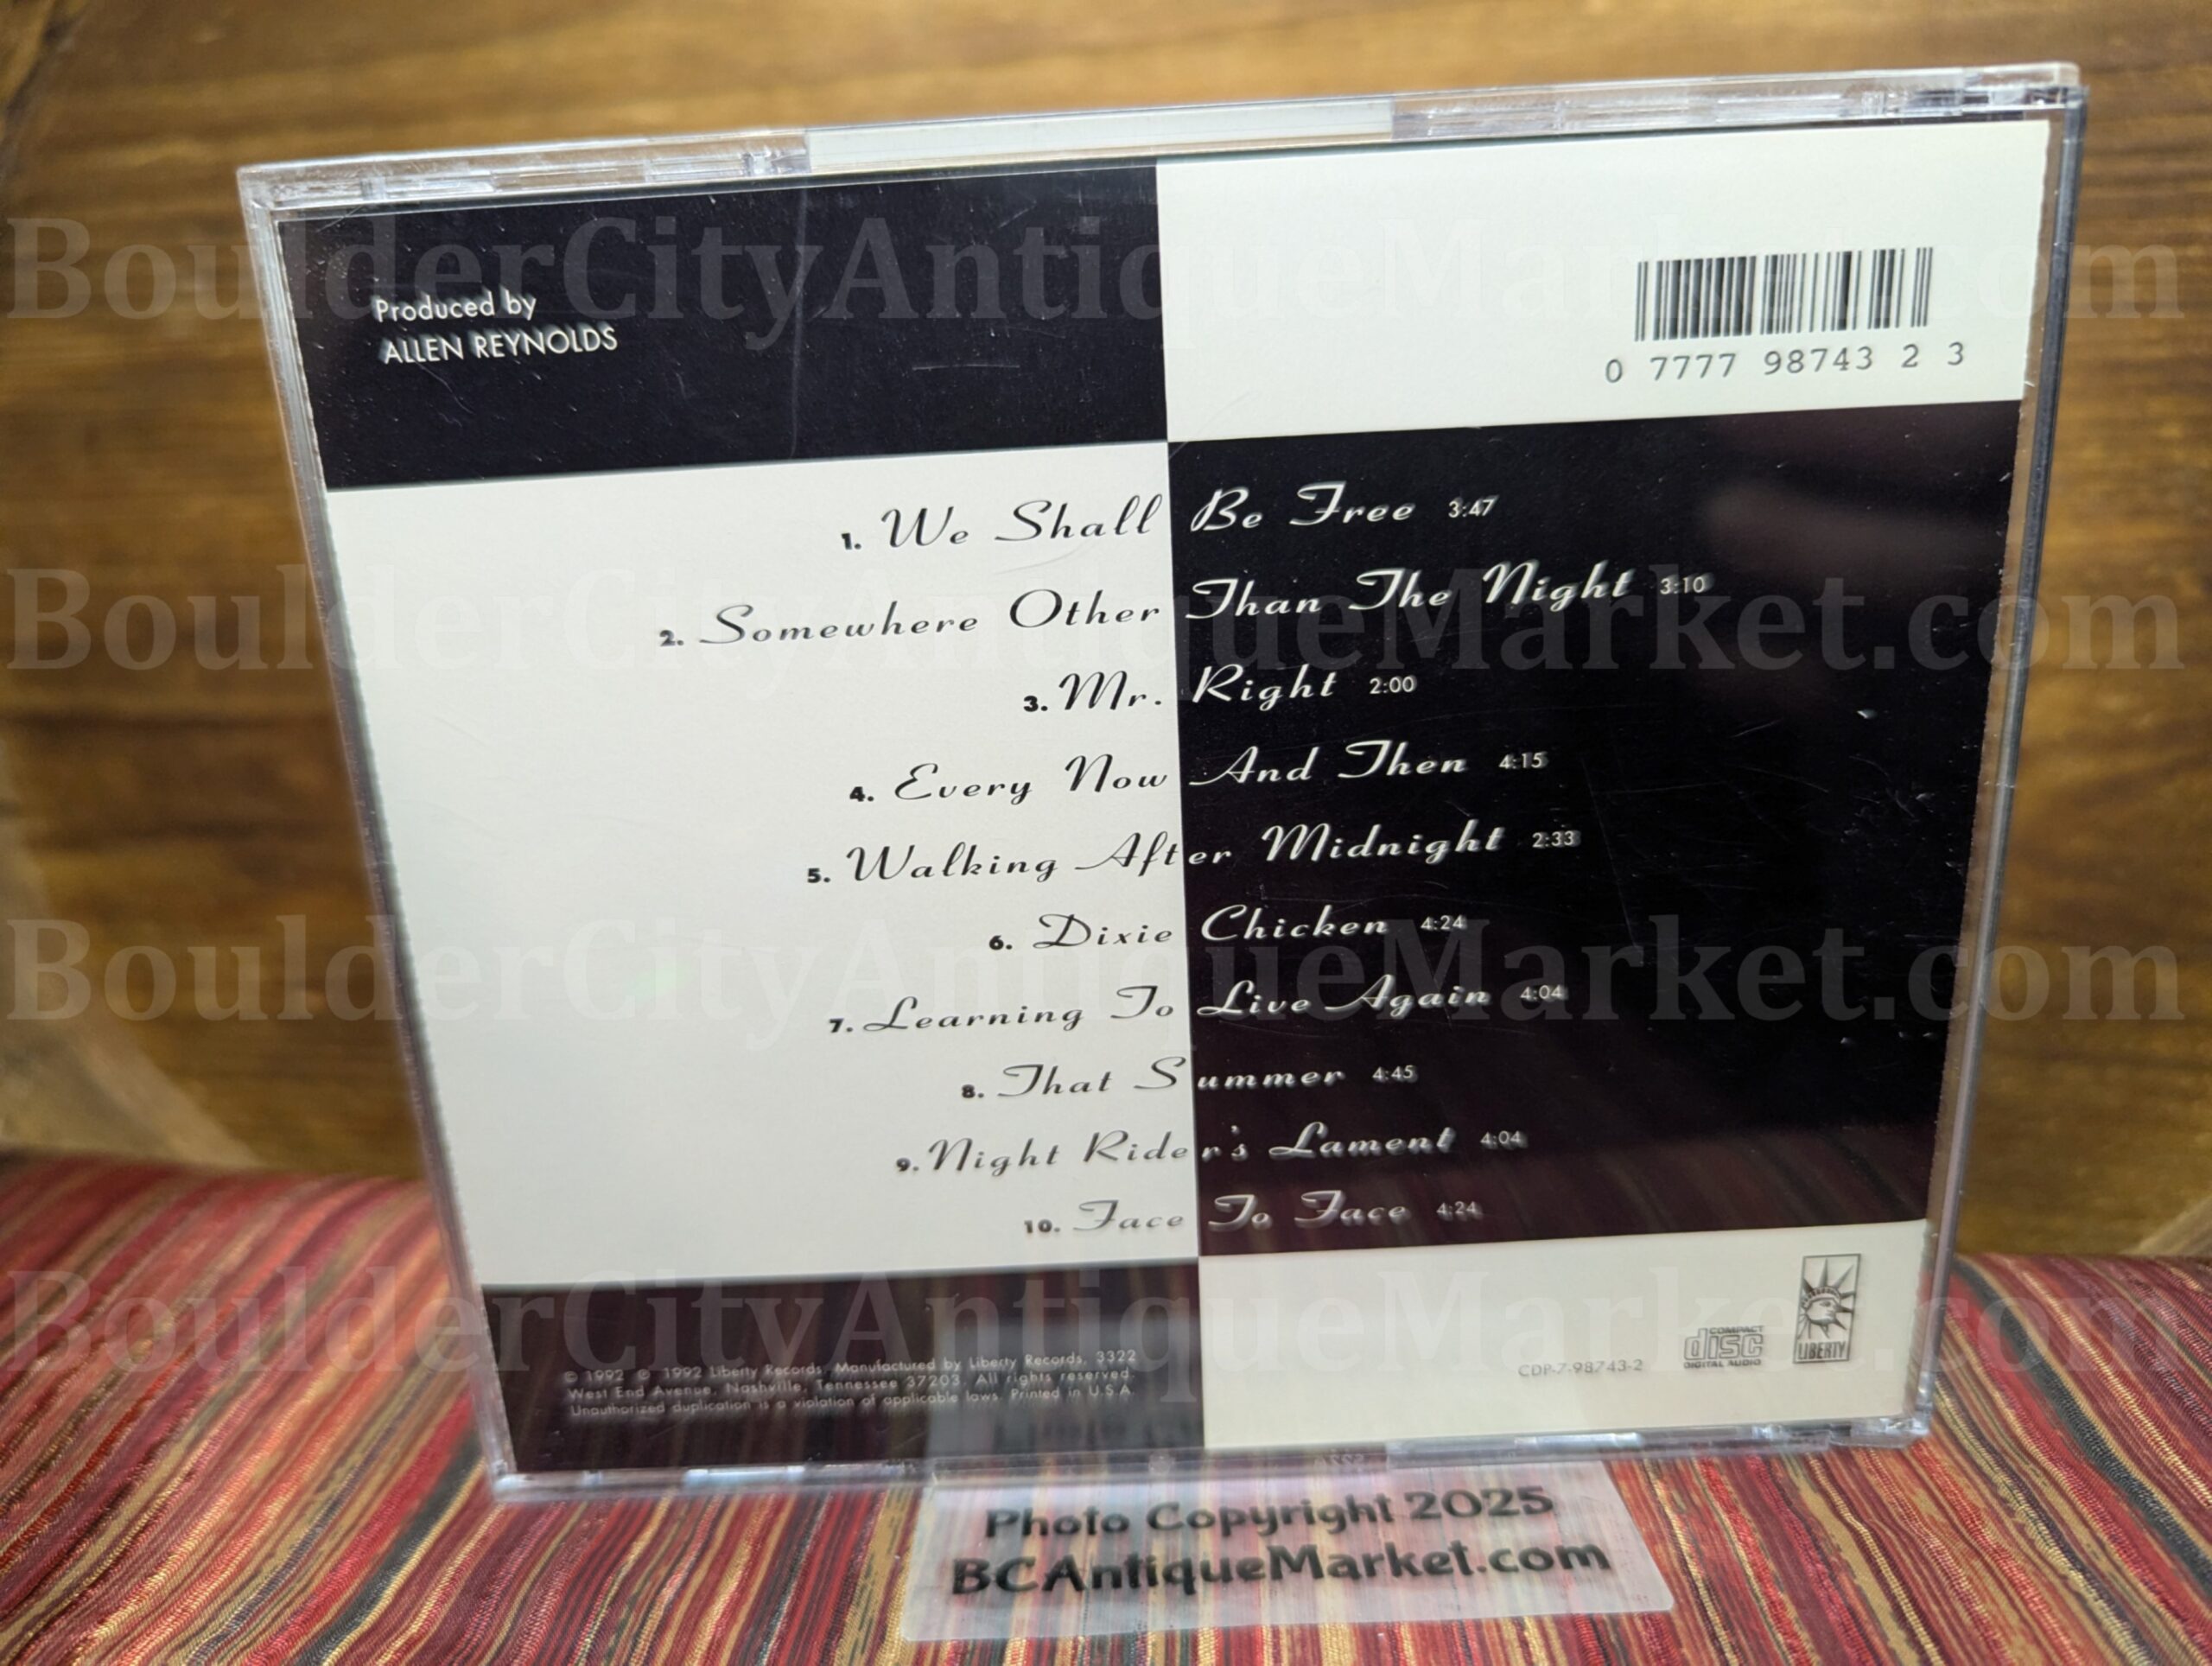 Produced by
ALLEN REYNOLDS
0 7777 98743 2 3
1. We Shall Be Free 3:47
2. Somewhere Other Than The Night 3:10
3. Mr. Right 2:00
4. Every Now And Then 4:15
5. Walking After Midnight 2:33
6. Dixie Chicken 4:24
7. Learning To Live Again 4:04
8. That Summer 4:45
9. Night Rider's Lament 4:04
10. Face To Face 4:24
© 1992 ℗ 1992 Liberty Records. Manufactured by Liberty Records, 3322
West End Avenue, Nashville, Tennessee 37203. All rights reserved.
Unauthorized duplication is a violation of applicable laws. Printed in U.S.A.
CDP-7-98743-2
COMPACT
disc
DIGITAL AUDIO
LIBERTY
Photo Copyright 2025
BCAntiqueMarket.com
BoulderCityAntiqueMarket.com
BoulderCityAntiqueMarket.com
BoulderCityAntiqueMarket.com
BoulderCityAntiqueMarket.com